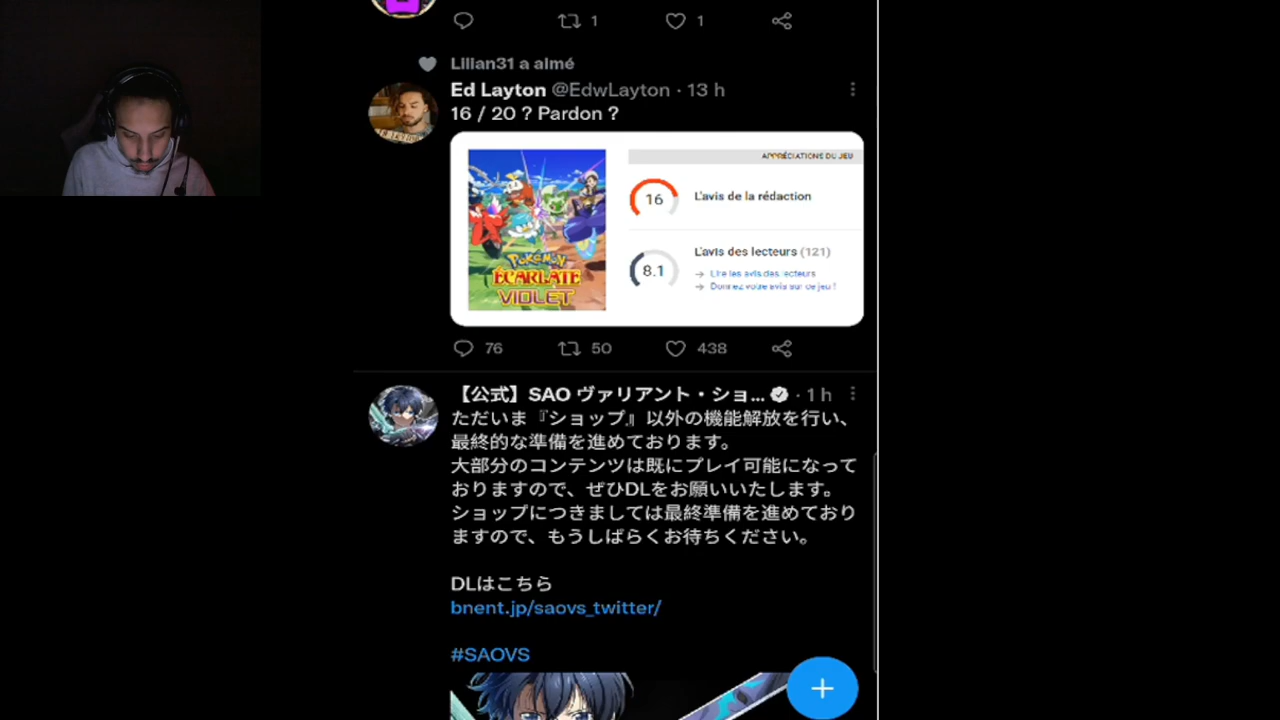 1 1
Lilian31 a aimé
Ed Layton @EdwLayton · 13 h
16 / 20 ? Pardon ?
APPRÉCIATIONS DU JEU
16 L'avis de la rédaction
8.1 L'avis des lecteurs (121)
Lire les avis des lecteurs
Donnez votre avis sur ce jeu !
POKÉMON
ÉCARLATE
VIOLET
76 50 438
【公式】SAO ヴァリアント・ショ... · 1 h
ただいま『ショップ』以外の機能解放を行い、
最終的な準備を進めております。
大部分のコンテンツは既にプレイ可能になって
おりますので、ぜひDLをお願いいたします。
ショップにつきましては最終準備を進めており
ますので、もうしばらくお待ちください。
DLはこちら
bnent.jp/saovs_twitter/
#SAOVS